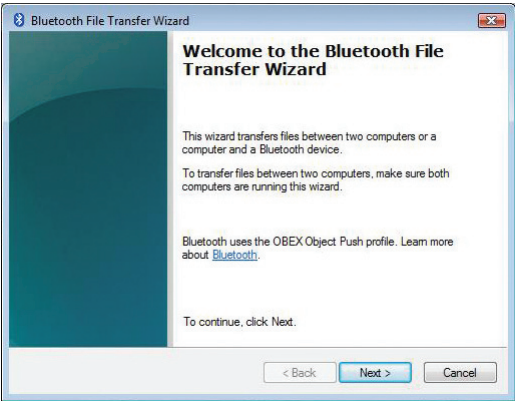 Bluetooth File Transfer Wizard
Welcome to the Bluetooth File
Transfer Wizard
This wizard transfers files between two computers or a
computer and a Bluetooth device.
To transfer files between two computers, make sure both
computers are running this wizard.
Bluetooth uses the OBEX Object Push profile. Learn more
about Bluetooth.
To continue, click Next.
< Back Next > Cancel